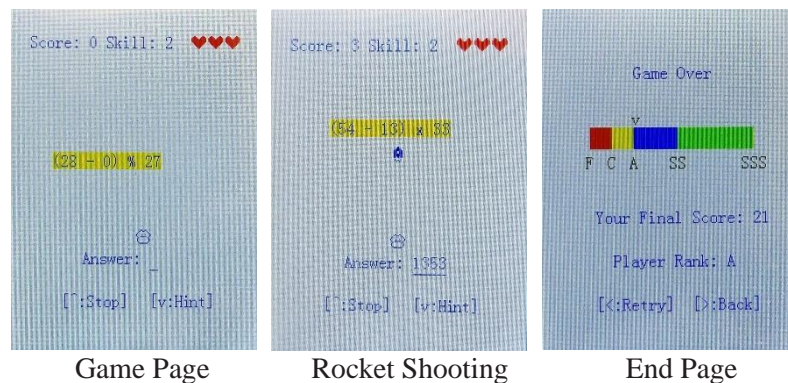 Score: 0 Skill: 2
(28 - 0) % 27
Answer: _
[^:Stop] [v:Hint]
Game Page
Score: 3 Skill: 2
(54 - 13) x 33
Answer: 1353
[^:Stop] [v:Hint]
Rocket Shooting
Game Over
v
F C A SS SSS
Your Final Score: 21
Player Rank: A
[<:Retry] [>:Back]
End Page